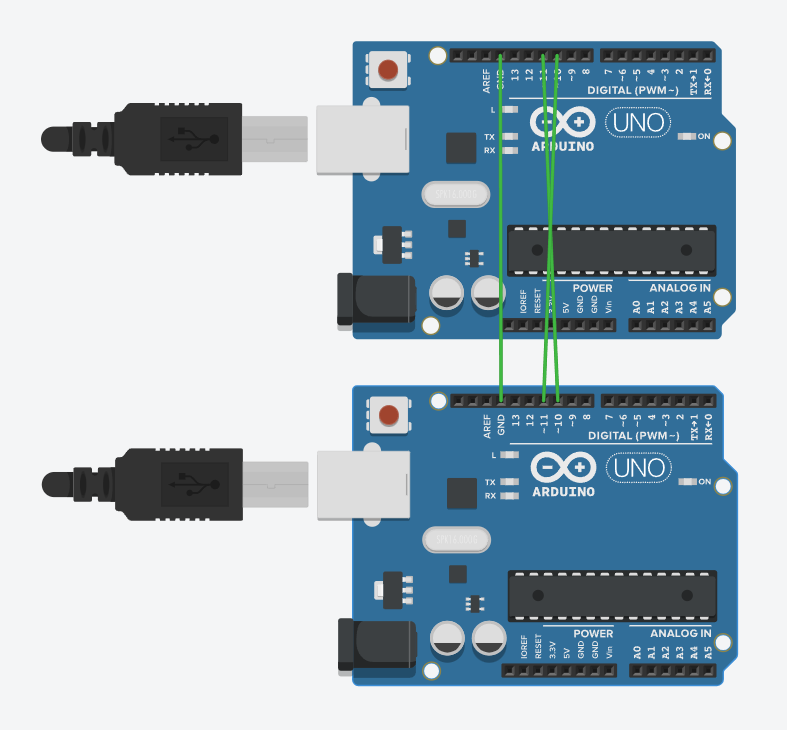 AREF
GND
13
12
~11
~10
~9
8
7
~6
~5
4
~3
2
TX→1
RX←0
DIGITAL (PWM~)
L
TX
RX
ARDUINO
UNO
ON
POWER
ANALOG IN
IOREF
RESET
3.3V
5V
GND
GND
Vin
A0
A1
A2
A3
A4
A5
AREF
GND
13
12
~11
~10
~9
8
7
~6
~5
4
~3
2
TX→1
RX←0
DIGITAL (PWM~)
L
TX
RX
ARDUINO
UNO
ON
POWER
ANALOG IN
IOREF
RESET
3.3V
5V
GND
GND
Vin
A0
A1
A2
A3
A4
A5